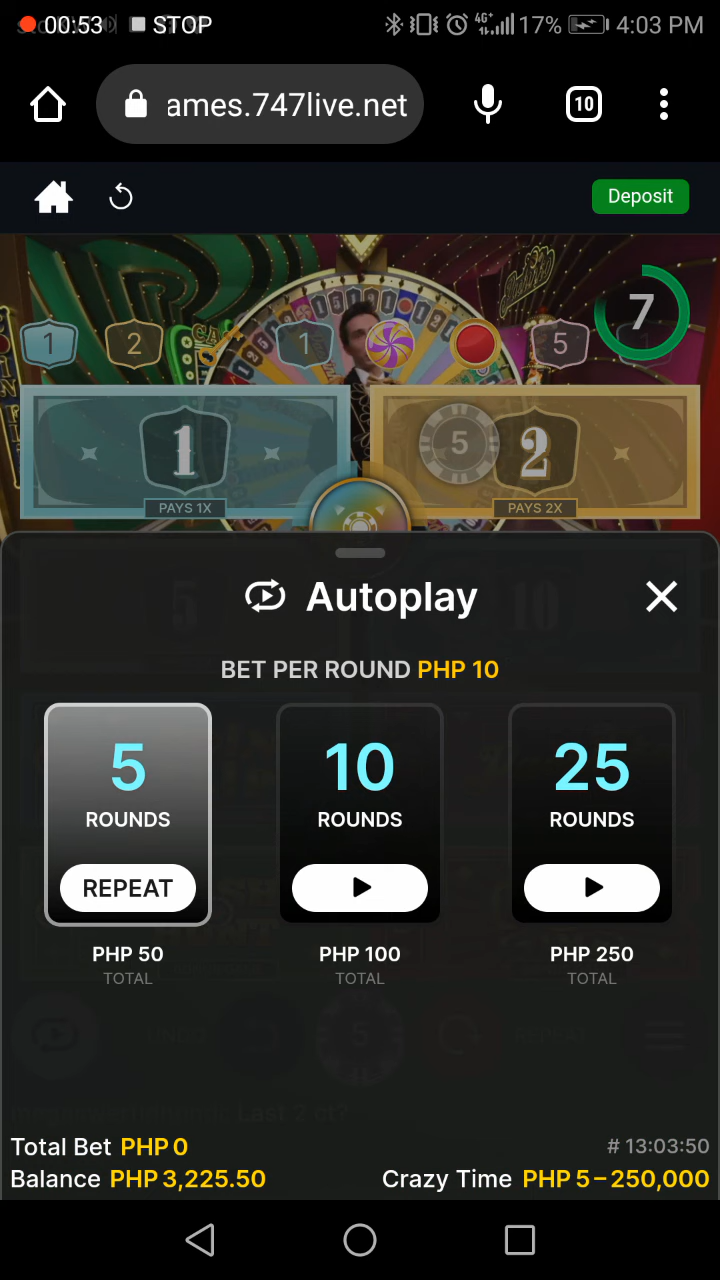 00:53 STOP 4G+ 17% 4:03 PM
ames.747live.net 10
Deposit
7
1 2 1 5
1 5 2
PAYS 1X PAYS 2X
Autoplay
BET PER ROUND PHP 10
5 10 25
ROUNDS ROUNDS ROUNDS
REPEAT
PHP 50 PHP 100 PHP 250
TOTAL TOTAL TOTAL
5
Total Bet PHP 0 # 13:03:50
Balance PHP 3,225.50 Crazy Time PHP 5–250,000